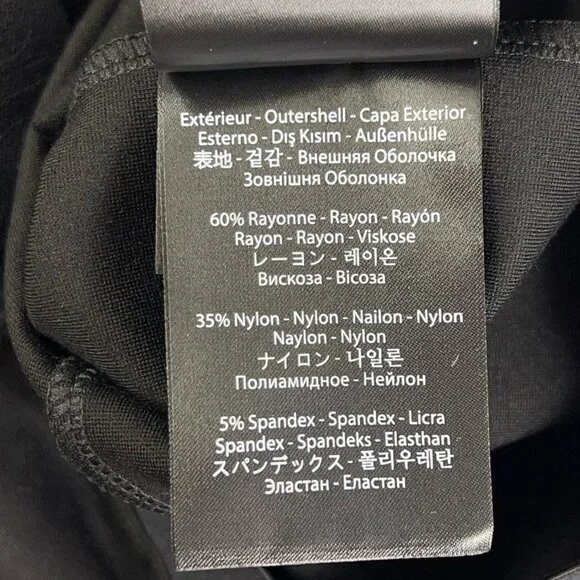 Extérieur - Outershell - Capa Exterior
Esterno - Dış Kısım - Außenhülle
表地 - 겉감 - Внешняя Оболочка
Зовнішня Оболонка
60% Rayonne - Rayon - Rayón
Rayon - Rayon - Viskose
レーヨン - 레이온
Вискоза - Вісоза
35% Nylon - Nylon - Nailon - Nylon
Naylon - Nylon
ナイロン - 나일론
Полиамидное - Нейлон
5% Spandex - Spandex - Licra
Spandex - Spandeks - Elasthan
スパンデックス - 폴리우레탄
Эластан - Еластан